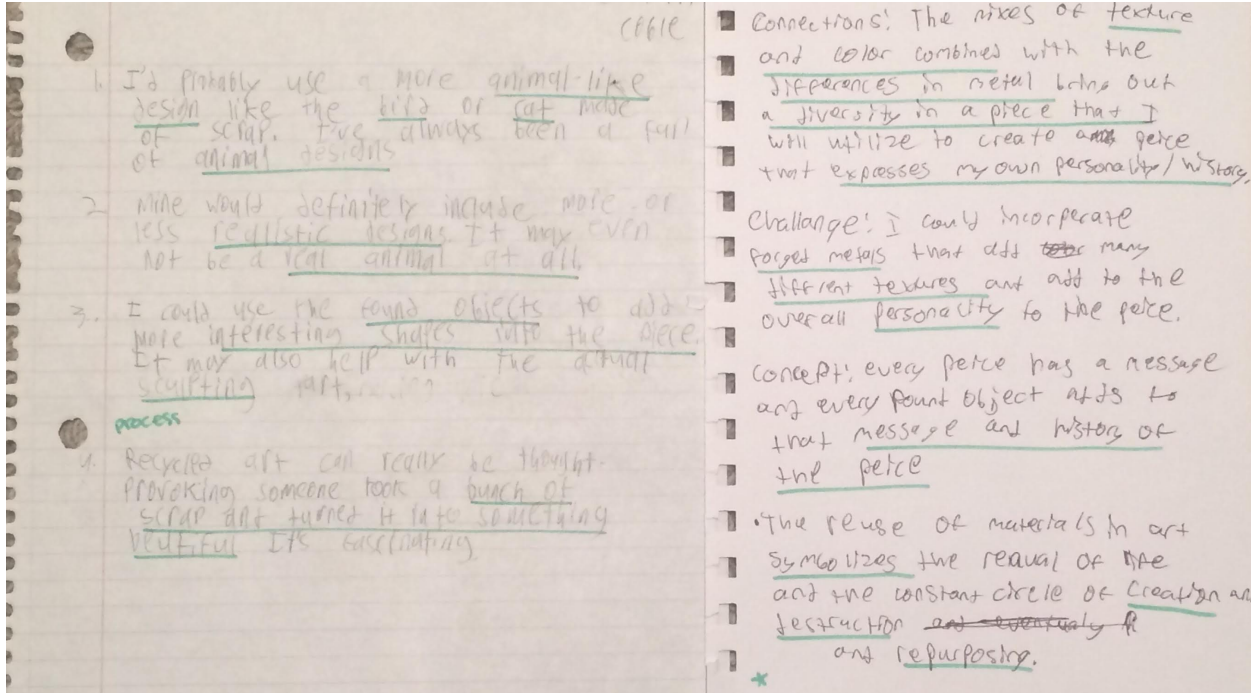 Cobie
1. I'd probably use a more animal-like
design like the bird or cat made
of scrap. I've always been a fan
of animal designs
2. Mine would definitely include more or
less realistic designs. It may even
not be a real animal at all.
3. I could use the found objects to add
more interesting shapes into the piece.
It may also help with the actual
sculpting part,
process
4. Recycled art can really be thought-
provoking someone took a bunch of
scrap and turned it into something
beutiful It's fascinating
Connections: The mixes of texture
and color combined with the
differences in metal bring out
a diversity in a piece that I
will utilize to create a peice
that expresses my own personality/history.
Challange: I could incorperate
forged metals that add many
different textures and add to the
overall personality to the peice.
Concept: every peice has a message
and every fount object adds to
that message and history of
the peice
•The reuse of materials in art
symbolizes the renual of life
and the constant circle of creation an
destruction and eventualy
and repurposing.